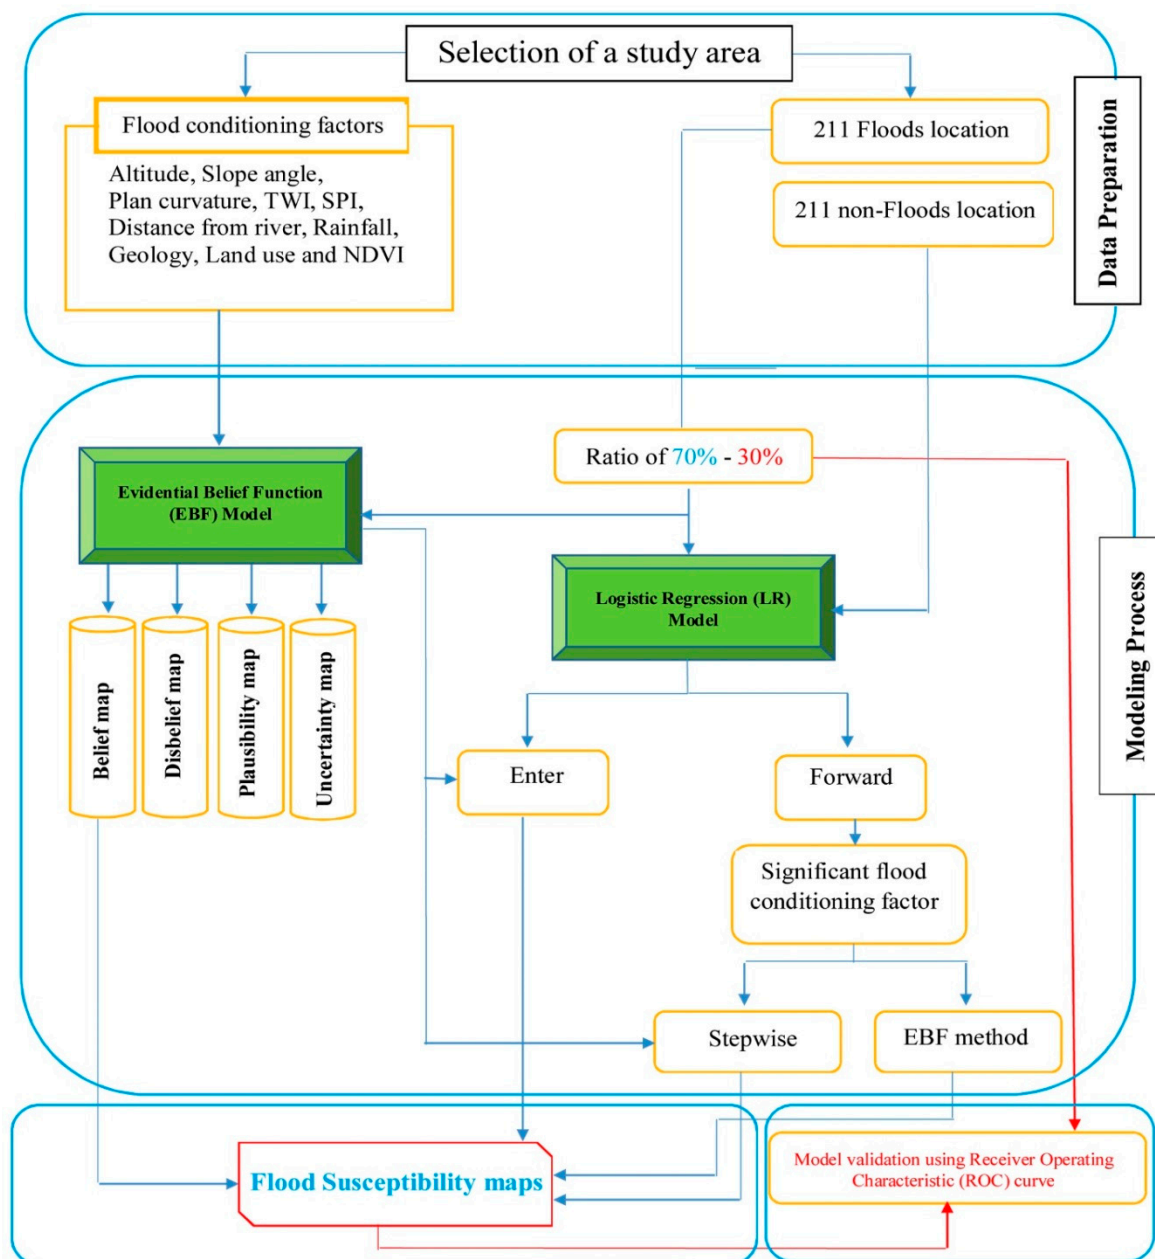 Selection of a study area
Flood conditioning factors
Altitude, Slope angle,
Plan curvature, TWI, SPI,
Distance from river, Rainfall,
Geology, Land use and NDVI
211 Floods location
211 non-Floods location
Data Preparation
Ratio of 70% - 30%
Evidential Belief Function
(EBF) Model
Logistic Regression (LR)
Model
Belief map
Disbelief map
Plausibility map
Uncertainty map
Modeling Process
Enter
Forward
Significant flood
conditioning factor
Stepwise
EBF method
Flood Susceptibility maps
Model validation using Receiver Operating
Characteristic (ROC) curve